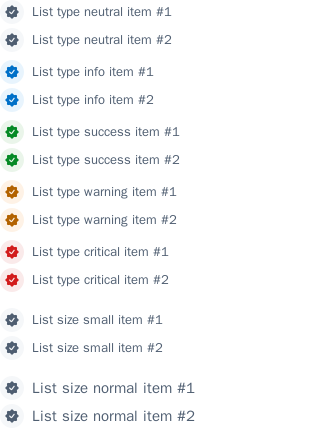 List type neutral item #1
List type neutral item #2
List type info item #1
List type info item #2
List type success item #1
List type success item #2
List type warning item #1
List type warning item #2
List type critical item #1
List type critical item #2
List size small item #1
List size small item #2
List size normal item #1
List size normal item #2